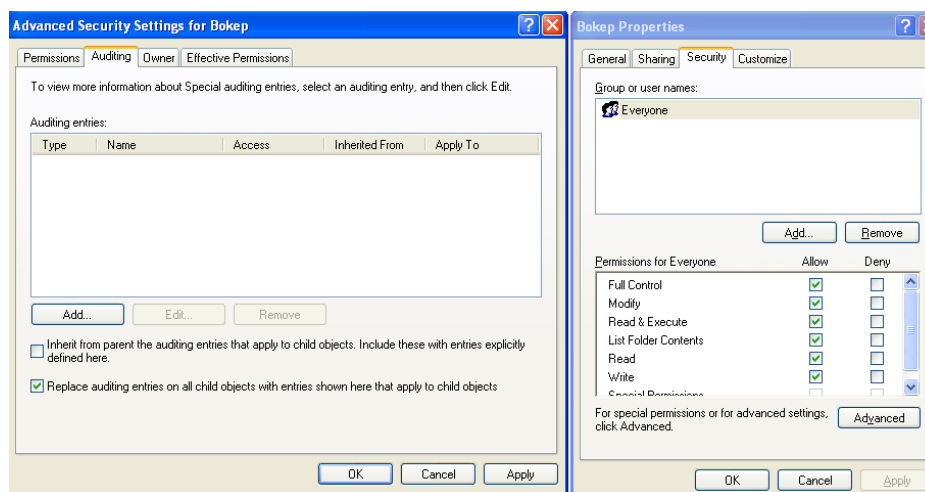 Advanced Security Settings for Bokep
Permissions Auditing Owner Effective Permissions
To view more information about Special auditing entries, select an auditing entry, and then click Edit.
Auditing entries:
Type Name Access Inherited From Apply To
Add... Edit... Remove
Inherit from parent the auditing entries that apply to child objects. Include these with entries explicitly
defined here.
Replace auditing entries on all child objects with entries shown here that apply to child objects
OK Cancel Apply
Bokep Properties
General Sharing Security Customize
Group or user names:
Everyone
Add... Remove
Permissions for Everyone Allow Deny
Full Control
Modify
Read & Execute
List Folder Contents
Read
Write
Special Permissions
For special permissions or for advanced settings,
click Advanced.
Advanced
OK Cancel Apply